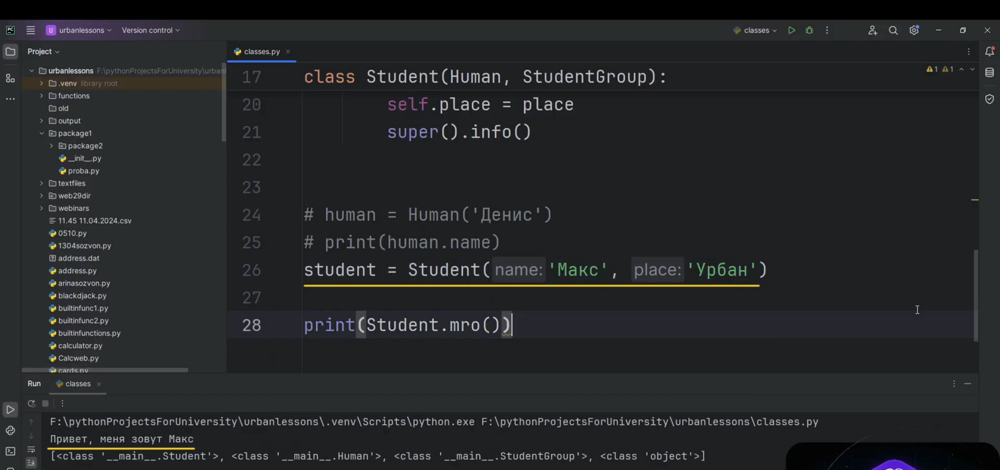 urbanlessons
Version control
classes
Project
classes.py
urbanlessons F:\pythonProjectsForUniversity\urbanl
.venv library root
functions
old
output
package1
package2
__init__.py
proba.py
textfiles
web29dir
webinars
11.45 11.04.2024.csv
0510.py
1304sozvon.py
address.dat
address.py
arinasozvon.py
blackdjack.py
builtinfunc1.py
builtinfunc2.py
builtinfunctions.py
calculator.py
Calcweb.py
cards.py
1 1
17 class Student(Human, StudentGroup):
20 self.place = place
21 super().info()
22
23
24 # human = Human('Денис')
25 # print(human.name)
26 student = Student( name: 'Макс', place: 'Урбан')
27
28 print(Student.mro())
Run classes
F:\pythonProjectsForUniversity\urbanlessons\.venv\Scripts\python.exe F:\pythonProjectsForUniversity\urbanlessons\classes.py
Привет, меня зовут Макс
[<class '__main__.Student'>, <class '__main__.Human'>, <class '__main__.StudentGroup'>, <class 'object'>]